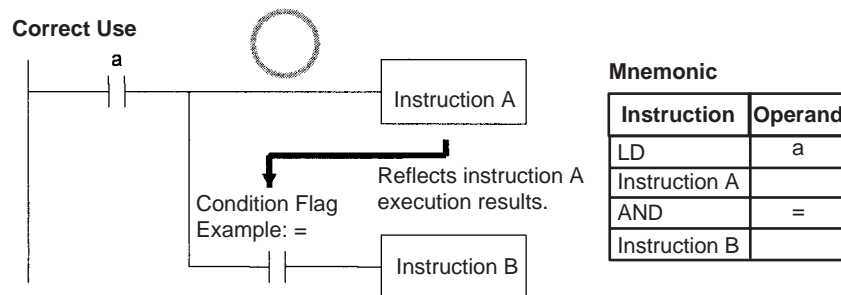 Correct Use
a
Instruction A
Reflects instruction A
execution results.
Condition Flag
Example: =
Instruction B
Mnemonic
Instruction Operand
LD a
Instruction A
AND =
Instruction B